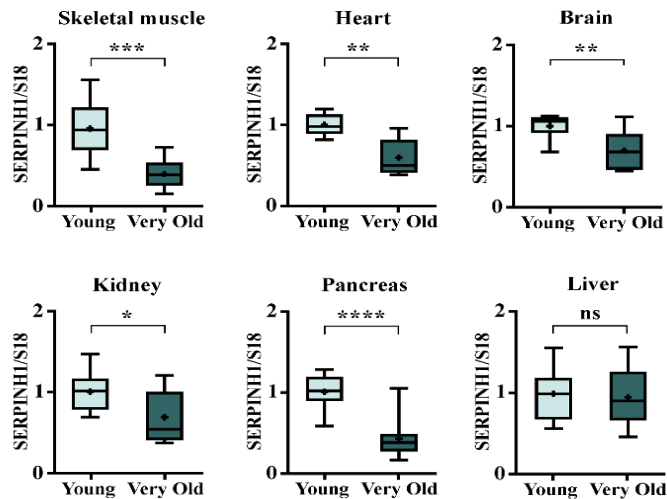 Skeletal muscle
SERPINH1/S18
2
1
0
***
Young Very Old
Heart
SERPINH1/S18
2
1
0
**
Young Very Old
Brain
SERPINH1/S18
2
1
0
**
Young Very Old
Kidney
SERPINH1/S18
2
1
0
*
Young Very Old
Pancreas
SERPINH1/S18
2
1
0
****
Young Very Old
Liver
SERPINH1/S18
2
1
0
ns
Young Very Old